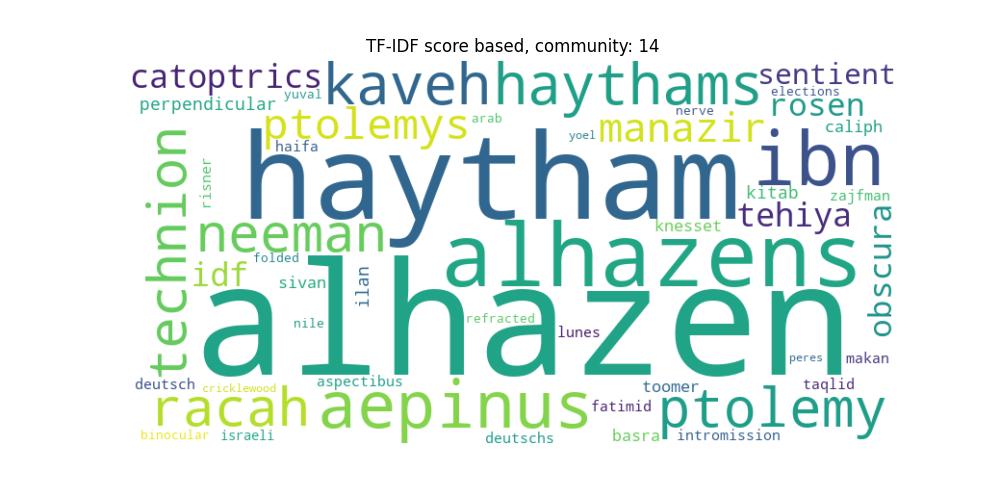 TF-IDF score based, community: 14
catoptrics
kaveh
haythams
sentient
perpendicular
yuval
elections
rosen
ptolemys
arab
nerve
manazir
caliph
yoel
haifa
haytham
ibn
technion
risner
kitab
zajfman
tehiya
neeman
knesset
alhazens
obscura
folded
idf
sivan
ilan
alhazen
nile
refracted
lunes
peres
makan
deutsch
cricklewood
aspectibus
toomer
taqlid
racah
aepinus
fatimid
ptolemy
binocular
israeli
deutschs
basra
intromission